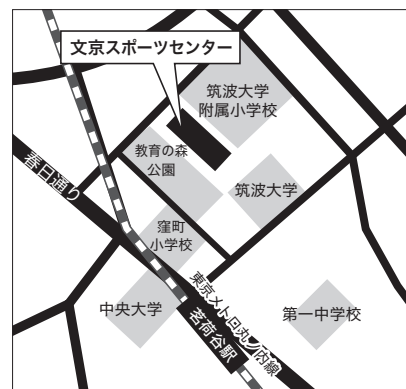 文京スポーツセンター
筑波大学
附属小学校
教育の森
公園
春日通り
筑波大学
窪町
小学校
中央大学
東京メトロ丸ノ内線
茗荷谷駅
第一中学校